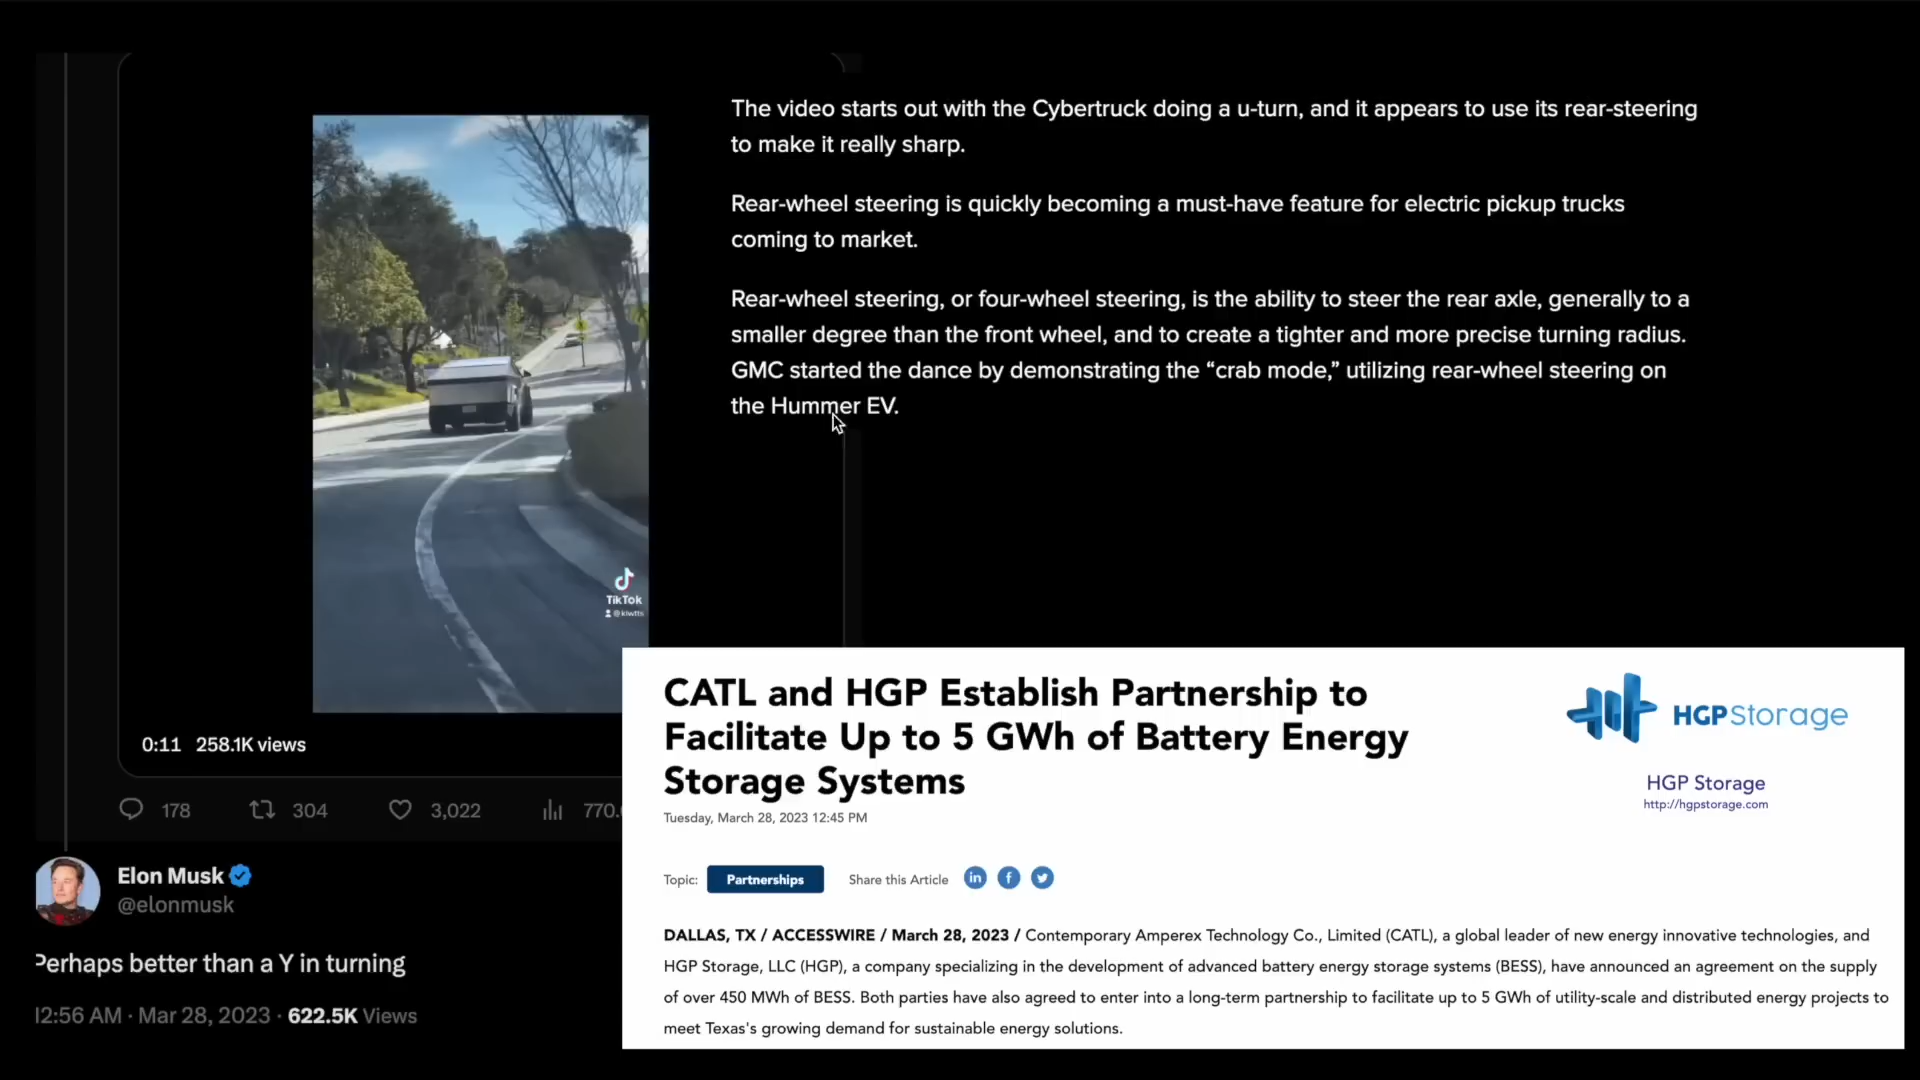 The video starts out with the Cybertruck doing a u-turn, and it appears to use its rear-steering
to make it really sharp.
Rear-wheel steering is quickly becoming a must-have feature for electric pickup trucks
coming to market.
Rear-wheel steering, or four-wheel steering, is the ability to steer the rear axle, generally to a
smaller degree than the front wheel, and to create a tighter and more precise turning radius.
GMC started the dance by demonstrating the “crab mode,” utilizing rear-wheel steering on
the Hummer EV.
TikTok
0:11 258.1K views
178 304 3,022 770.
Elon Musk
@elonmusk
Perhaps better than a Y in turning
12:56 AM · Mar 28, 2023 · 622.5K Views
CATL and HGP Establish Partnership to
Facilitate Up to 5 GWh of Battery Energy
Storage Systems
Tuesday, March 28, 2023 12:45 PM
HGPStorage
HGP Storage
http://hgpstorage.com
Topic: Partnerships Share this Article
DALLAS, TX / ACCESSWIRE / March 28, 2023 / Contemporary Amperex Technology Co., Limited (CATL), a global leader of new energy innovative technologies, and
HGP Storage, LLC (HGP), a company specializing in the development of advanced battery energy storage systems (BESS), have announced an agreement on the supply
of over 450 MWh of BESS. Both parties have also agreed to enter into a long-term partnership to facilitate up to 5 GWh of utility-scale and distributed energy projects to
meet Texas's growing demand for sustainable energy solutions.